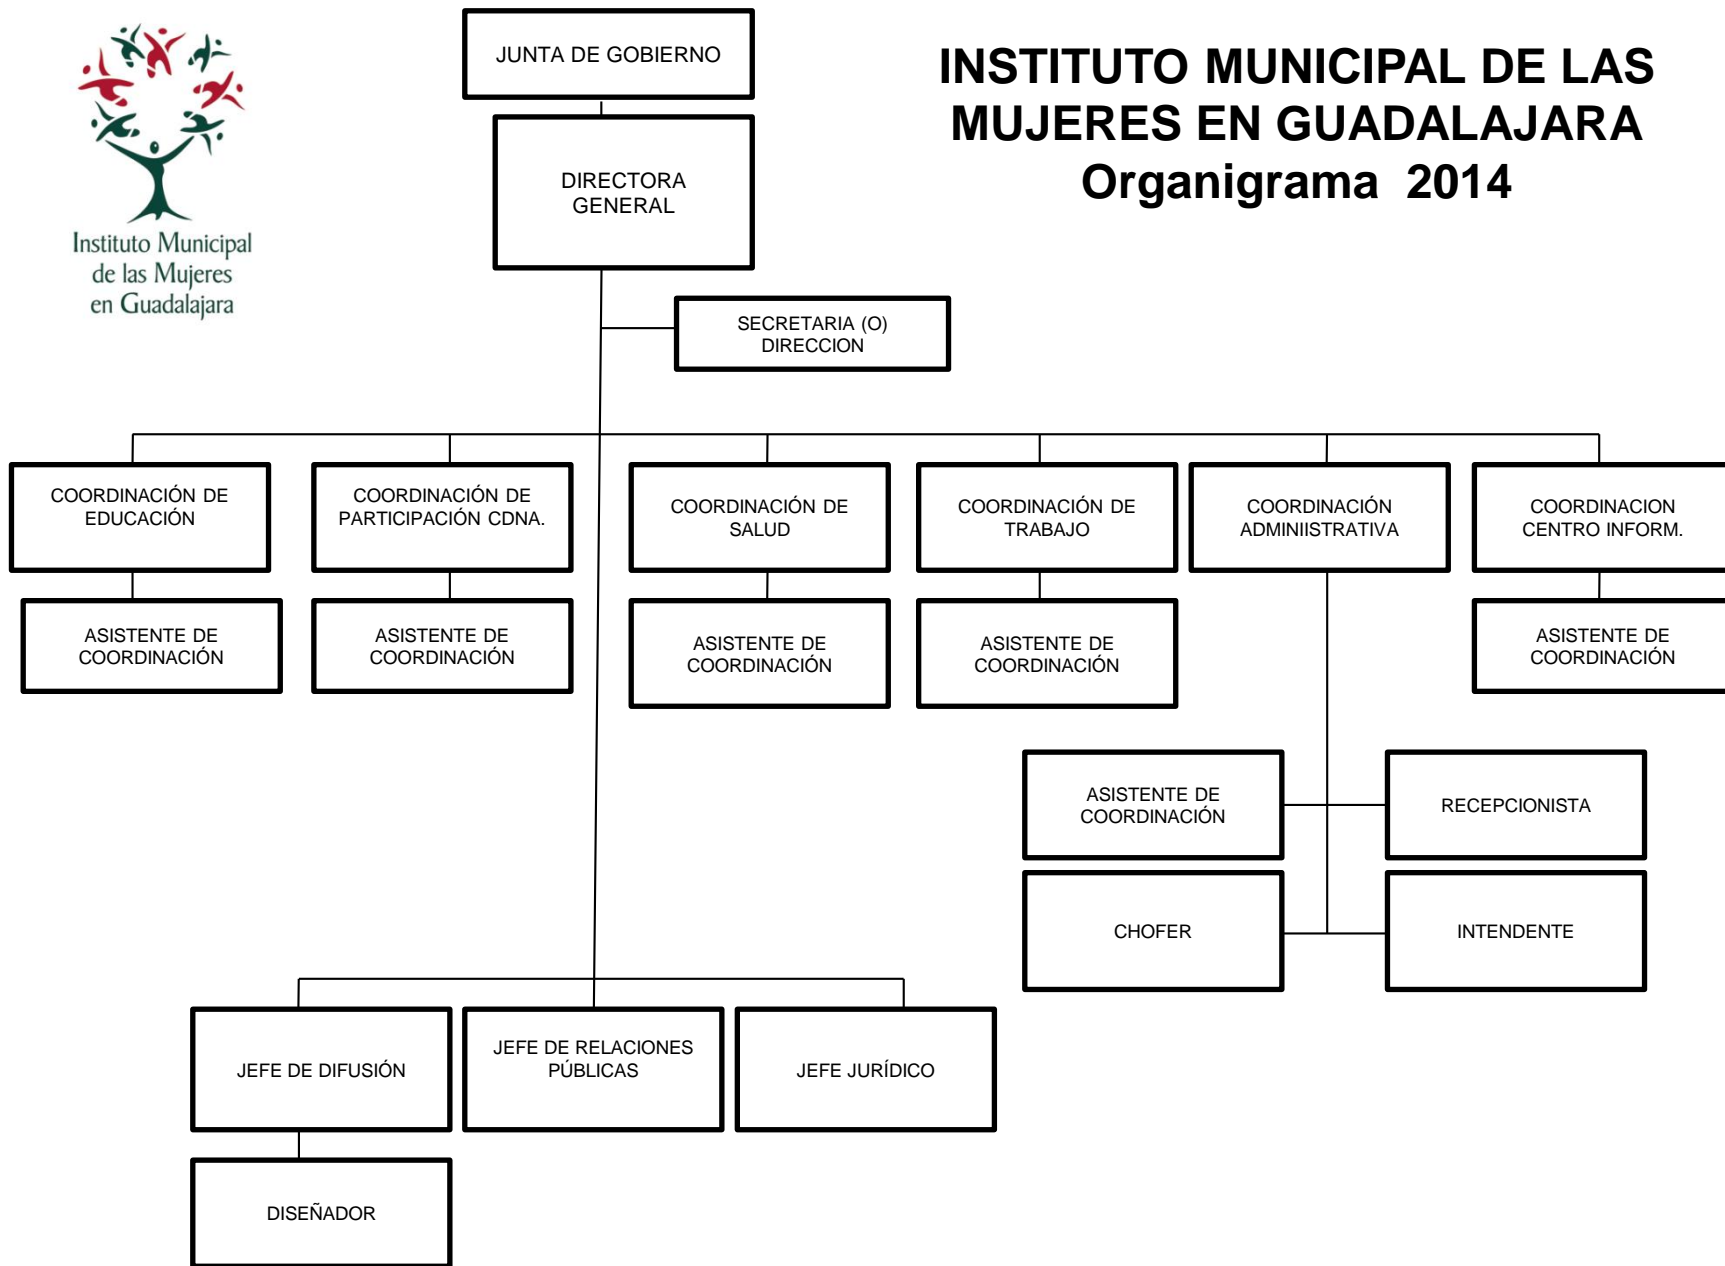 JUNTA DE GOBIERNO
INSTITUTO MUNICIPAL DE LAS
MUJERES EN GUADALAJARA
Organigrama 2014
DIRECTORA
GENERAL
Instituto Municipal
de las Mujeres
en Guadalajara
SECRETARIA (O)
DIRECCION
COORDINACIÓN DE
EDUCACIÓN
COORDINACIÓN DE
PARTICIPACIÓN CDNA.
COORDINACIÓN DE
SALUD
COORDINACIÓN DE
TRABAJO
COORDINACIÓN
ADMINIISTRATIVA
COORDINACION
CENTRO INFORM.
ASISTENTE DE
COORDINACIÓN
ASISTENTE DE
COORDINACIÓN
ASISTENTE DE
COORDINACIÓN
ASISTENTE DE
COORDINACIÓN
ASISTENTE DE
COORDINACIÓN
ASISTENTE DE
COORDINACIÓN
RECEPCIONISTA
CHOFER
INTENDENTE
JEFE DE DIFUSIÓN
JEFE DE RELACIONES
PÚBLICAS
JEFE JURÍDICO
DISEÑADOR